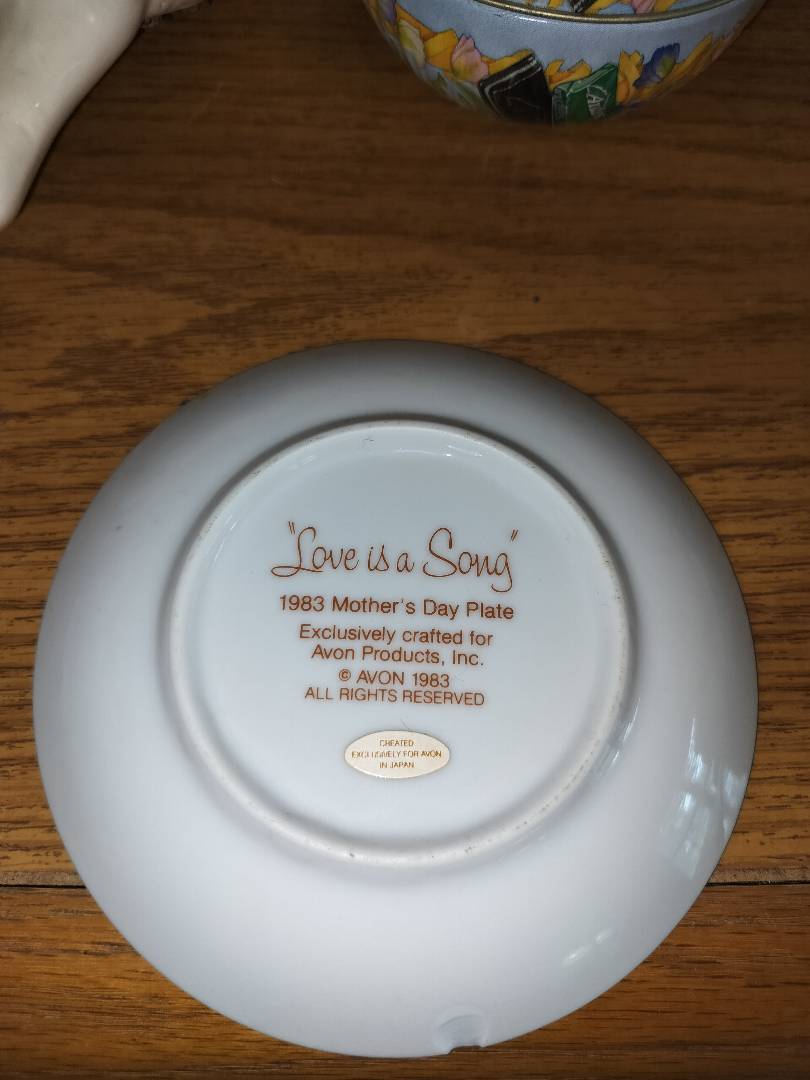 "Love is a Song"
1983 Mother's Day Plate
Exclusively crafted for
Avon Products, Inc.
© AVON 1983
ALL RIGHTS RESERVED
CREATED
EXCLUSIVELY FOR AVON
IN JAPAN